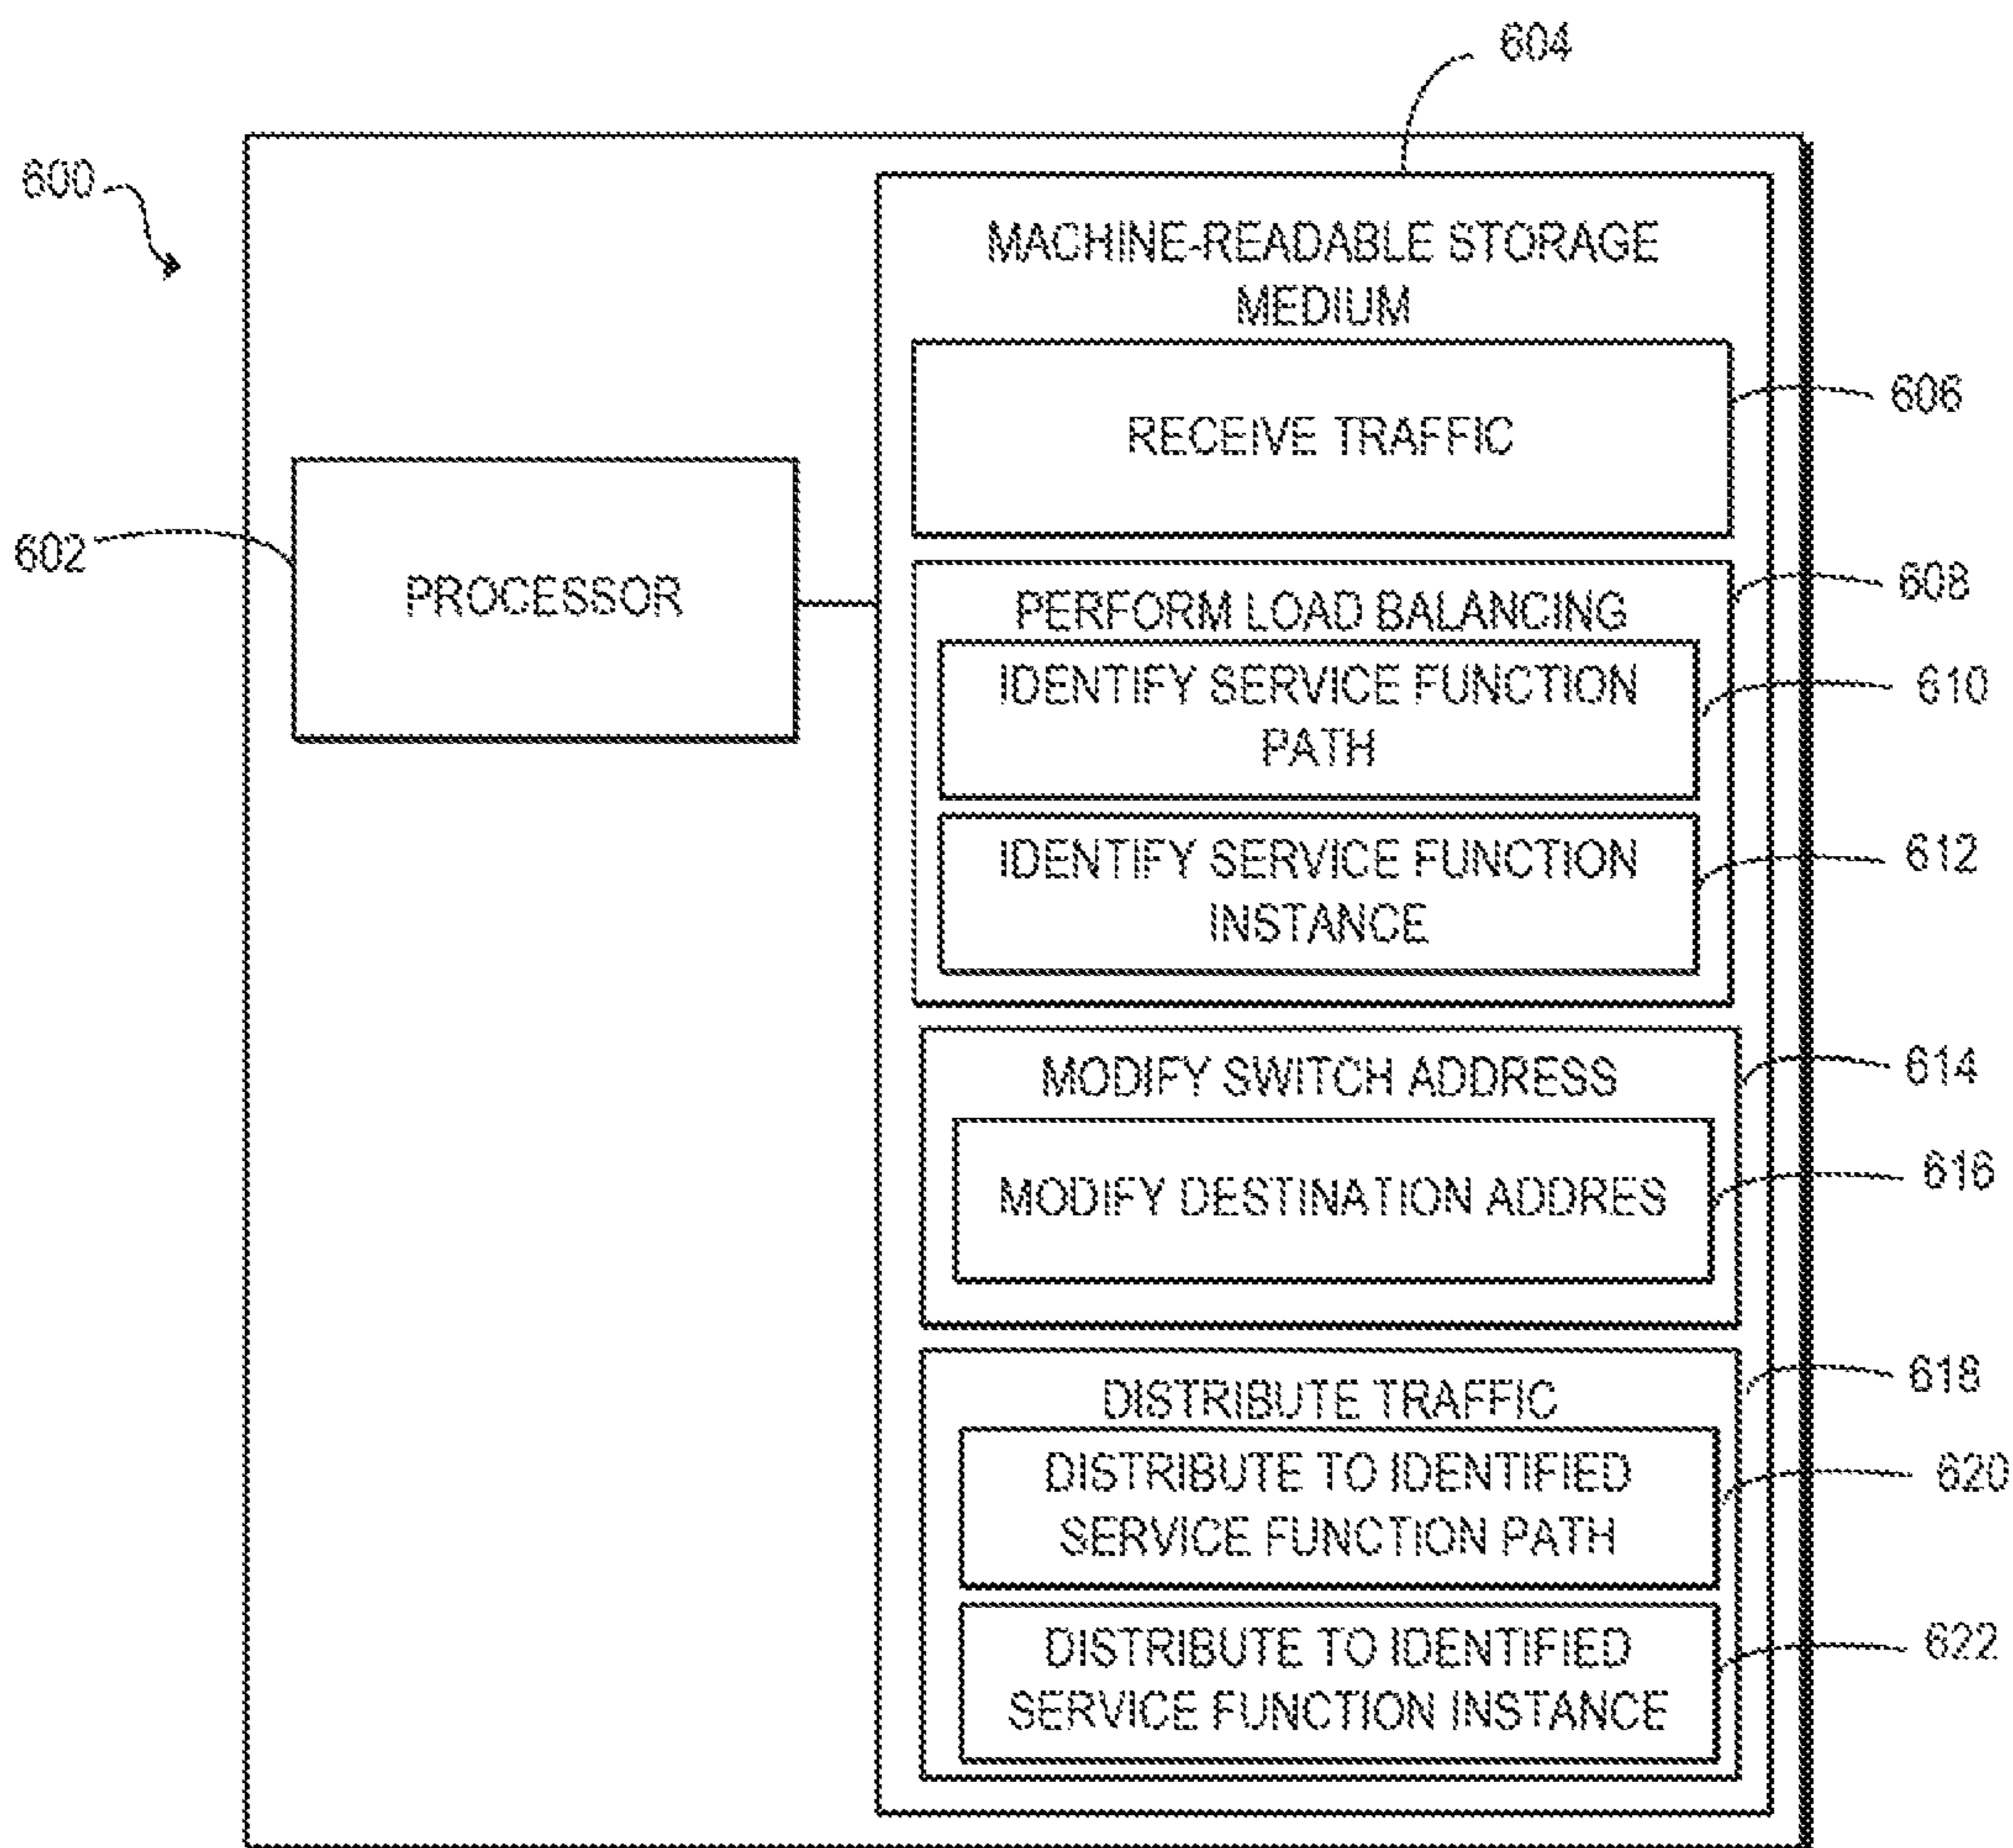 604
600
MACHINE-READABLE STORAGE
MEDIUM
RECEIVE TRAFFIC
606
602
PROCESSOR
PERFORM LOAD BALANCING
608
IDENTIFY SERVICE FUNCTION
PATH
610
IDENTIFY SERVICE FUNCTION
INSTANCE
612
MODIFY SWITCH ADDRESS
614
MODIFY DESTINATION ADDRES
616
DISTRIBUTE TRAFFIC
618
DISTRIBUTE TO IDENTIFIED
SERVICE FUNCTION PATH
620
DISTRIBUTE TO IDENTIFIED
SERVICE FUNCTION INSTANCE
622